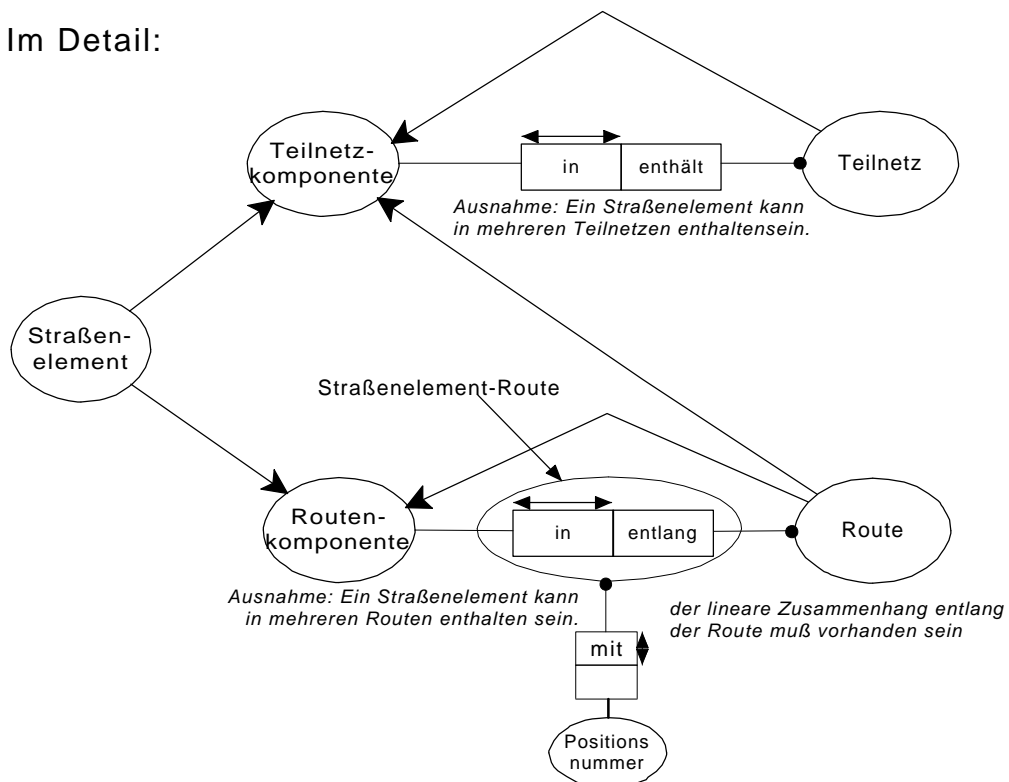 Im Detail:
Teilnetz-
komponente
in
enthält
Teilnetz
Ausnahme: Ein Straßenelement kann
in mehreren Teilnetzen enthaltensein.
Straßen-
element
Straßenelement-Route
Routen-
komponente
in
entlang
Route
Ausnahme: Ein Straßenelement kann
in mehreren Routen enthalten sein.
der lineare Zusammenhang entlang
der Route muß vorhanden sein
mit
Positions
nummer